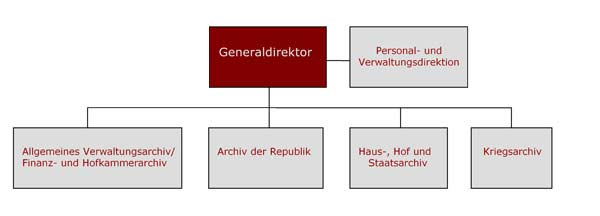 Generaldirektor
Personal- und
Verwaltungsdirektion
Allgemeines Verwaltungsarchiv/
Finanz- und Hofkammerarchiv
Archiv der Republik
Haus-, Hof und
Staatsarchiv
Kriegsarchiv